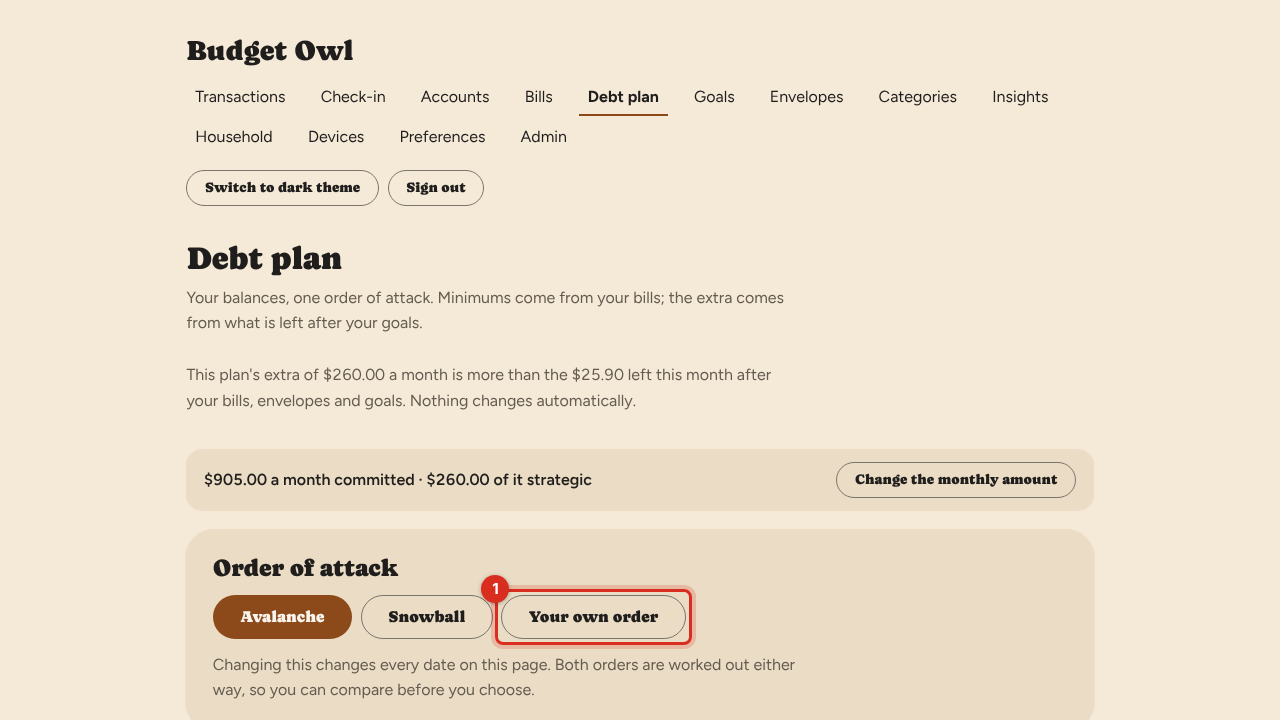 Budget Owl
Transactions Check-in Accounts Bills Debt plan Goals Envelopes Categories Insights
Household Devices Preferences Admin
Switch to dark theme Sign out
Debt plan
Your balances, one order of attack. Minimums come from your bills; the extra comes
from what is left after your goals.
This plan's extra of $260.00 a month is more than the $25.90 left this month after
your bills, envelopes and goals. Nothing changes automatically.
$905.00 a month committed · $260.00 of it strategic Change the monthly amount
Order of attack
1
Avalanche Snowball Your own order
Changing this changes every date on this page. Both orders are worked out either
way, so you can compare before you choose.